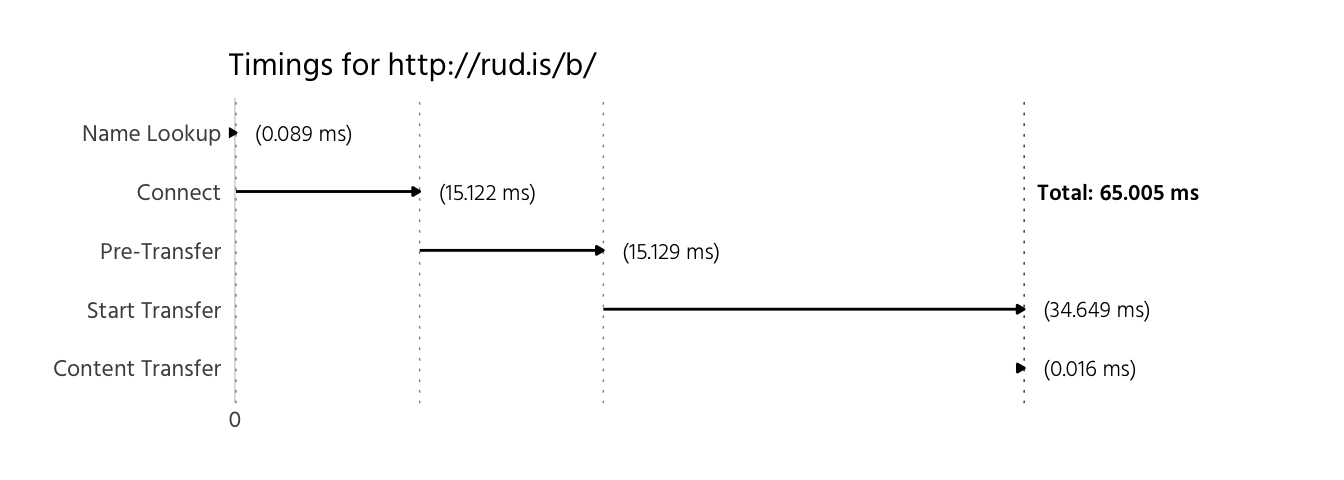 Timings for http://rud.is/b/
Name Lookup (0.089 ms)
Connect (15.122 ms) Total: 65.005 ms
Pre-Transfer (15.129 ms)
Start Transfer (34.649 ms)
Content Transfer (0.016 ms)
0